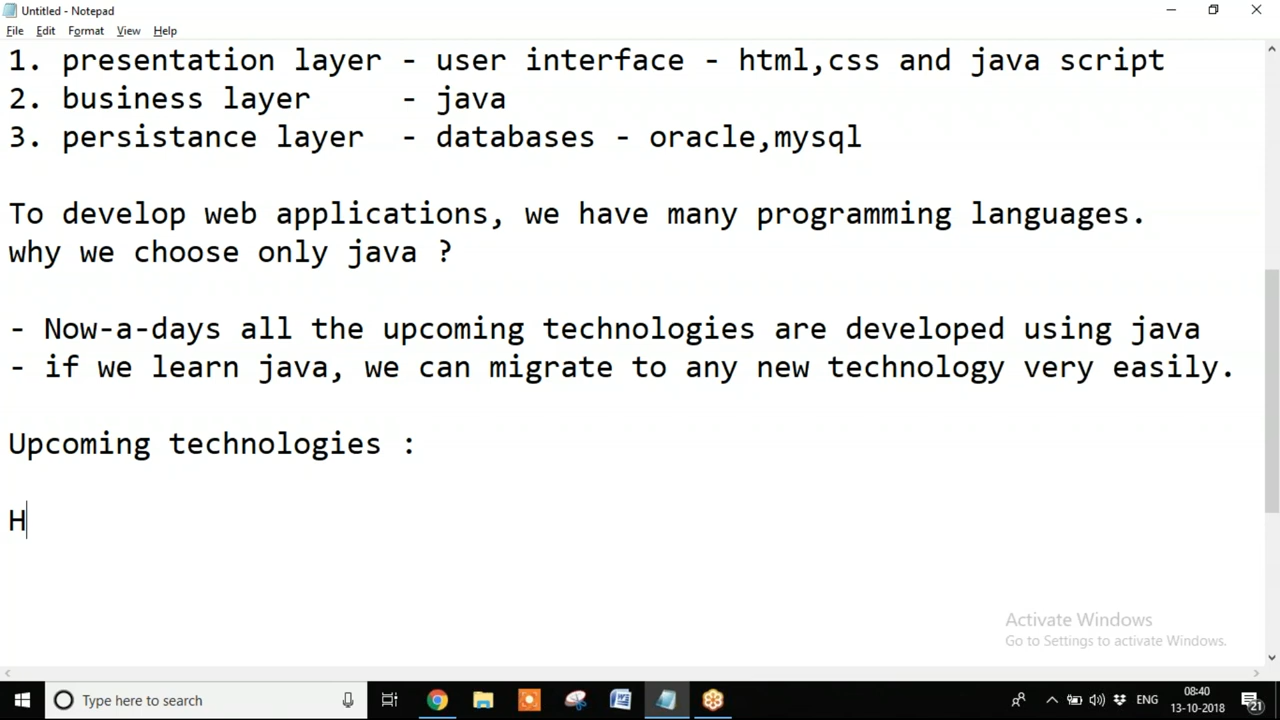 Untitled - Notepad
File Edit Format View Help
1. presentation layer - user interface - html,css and java script
2. business layer - java
3. persistance layer - databases - oracle,mysql
To develop web applications, we have many programming languages.
why we choose only java ?
- Now-a-days all the upcoming technologies are developed using java
- if we learn java, we can migrate to any new technology very easily.
Upcoming technologies :
H
Activate Windows
Go to Settings to activate Windows.
Type here to search
ENG
08:40
13-10-2018
21